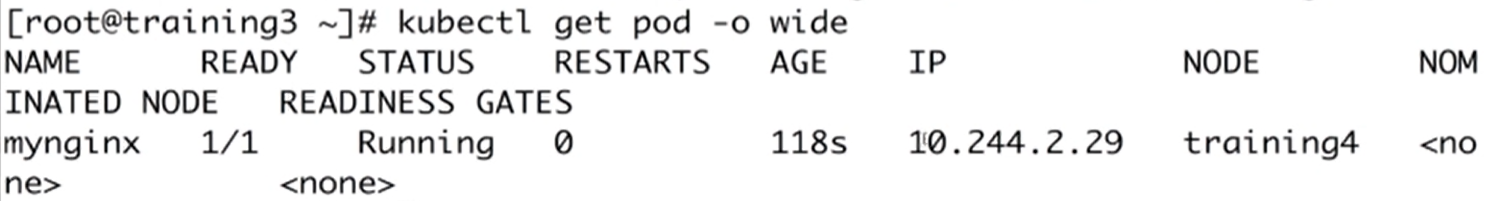 [root@training3 ~]# kubectl get pod -o wide
NAME READY STATUS RESTARTS AGE IP NODE NOM
INATED NODE READINESS GATES
mynginx 1/1 Running 0 118s 10.244.2.29 training4 <no
ne> <none>